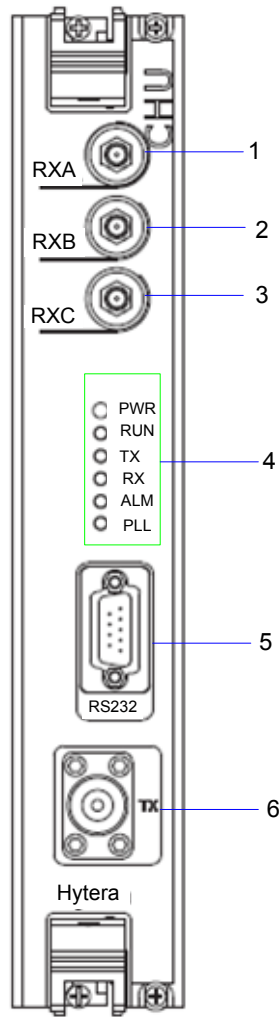 CHU
1
RXA
2
RXB
3
RXC
PWR
RUN
TX
RX
ALM
PLL
4
5
RS232
TX
6
Hytera